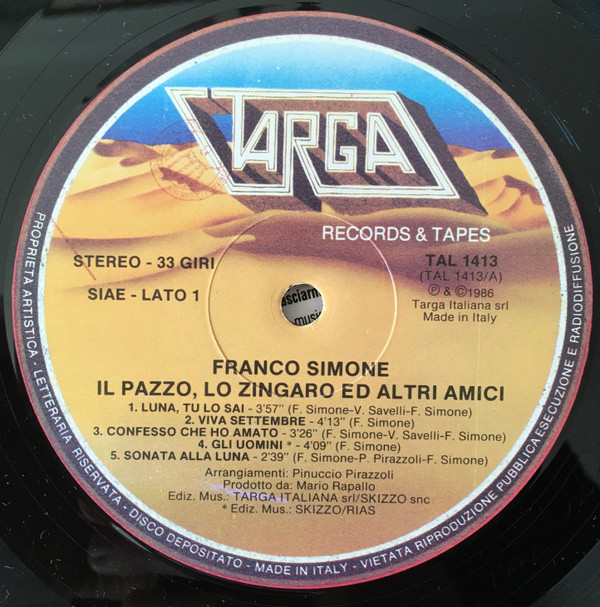 TARGA
RECORDS & TAPES
STEREO - 33 GIRI
SIAE - LATO 1
TAL 1413
(TAL 1413/A)
Ⓟ & ©1986
Targa Italiana srl
Made in Italy
asciarm
music
FRANCO SIMONE
IL PAZZO, LO ZINGARO ED ALTRI AMICI
1. LUNA, TU LO SAI - 3'57" (F. Simone-V. Savelli-F. Simone)
2. VIVA SETTEMBRE - 4'13" (F. Simone)
3. CONFESSO CHE HO AMATO - 3'26" (F. Simone-V. Savelli-F. Simone)
4. GLI UOMINI * - 4'09" (F. Simone)
5. SONATA ALLA LUNA - 2'39" (F. Simone-P. Pirazzoli-F. Simone)
Arrangiamenti: Pinuccio Pirazzoli
Prodotto da: Mario Rapallo
Ediz. Mus.: TARGA ITALIANA srl/SKIZZO snc
* Ediz. Mus.: SKIZZO/RIAS
PROPRIETA ARTISTICA - LETTERARIA RISERVATA - DISCO DEPOSITATO - MADE IN ITALY - VIETATA RIPRODUZIONE PUBBLICA ESECUZIONE E RADIODIFFUSIONE